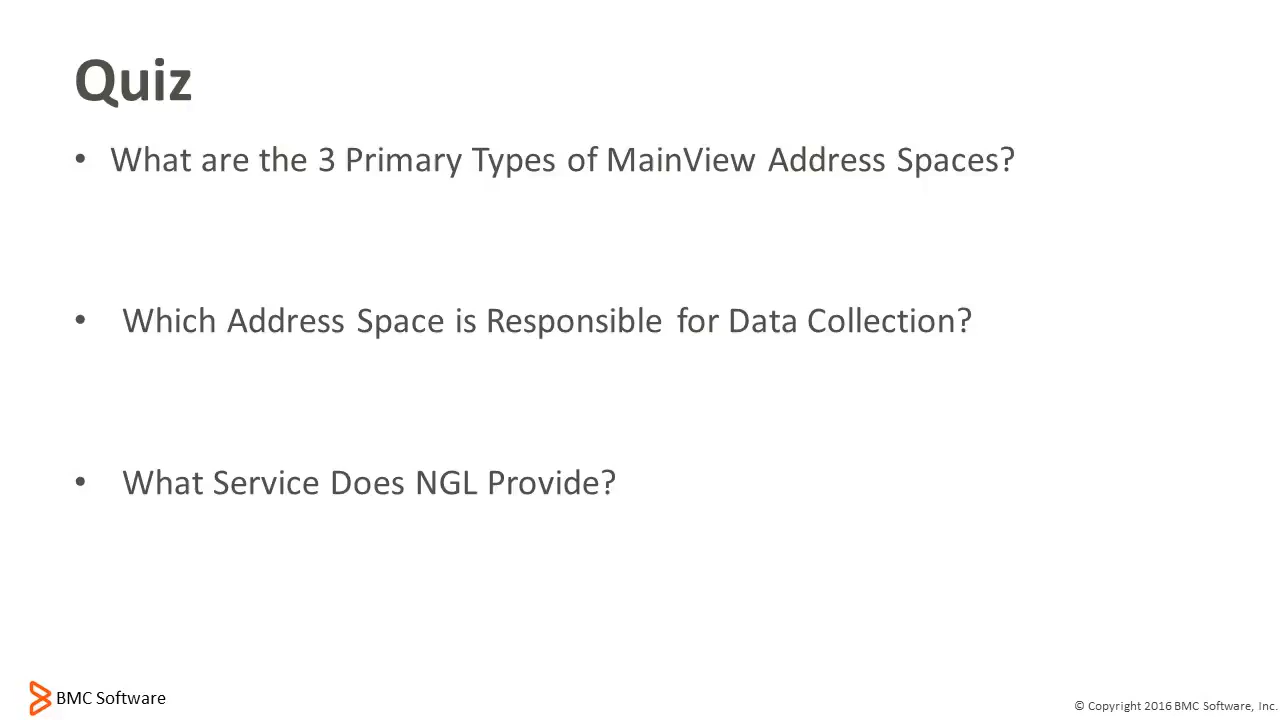 Quiz
• What are the 3 Primary Types of MainView Address Spaces?
• Which Address Space is Responsible for Data Collection?
• What Service Does NGL Provide?
BMC Software
© Copyright 2016 BMC Software, Inc.